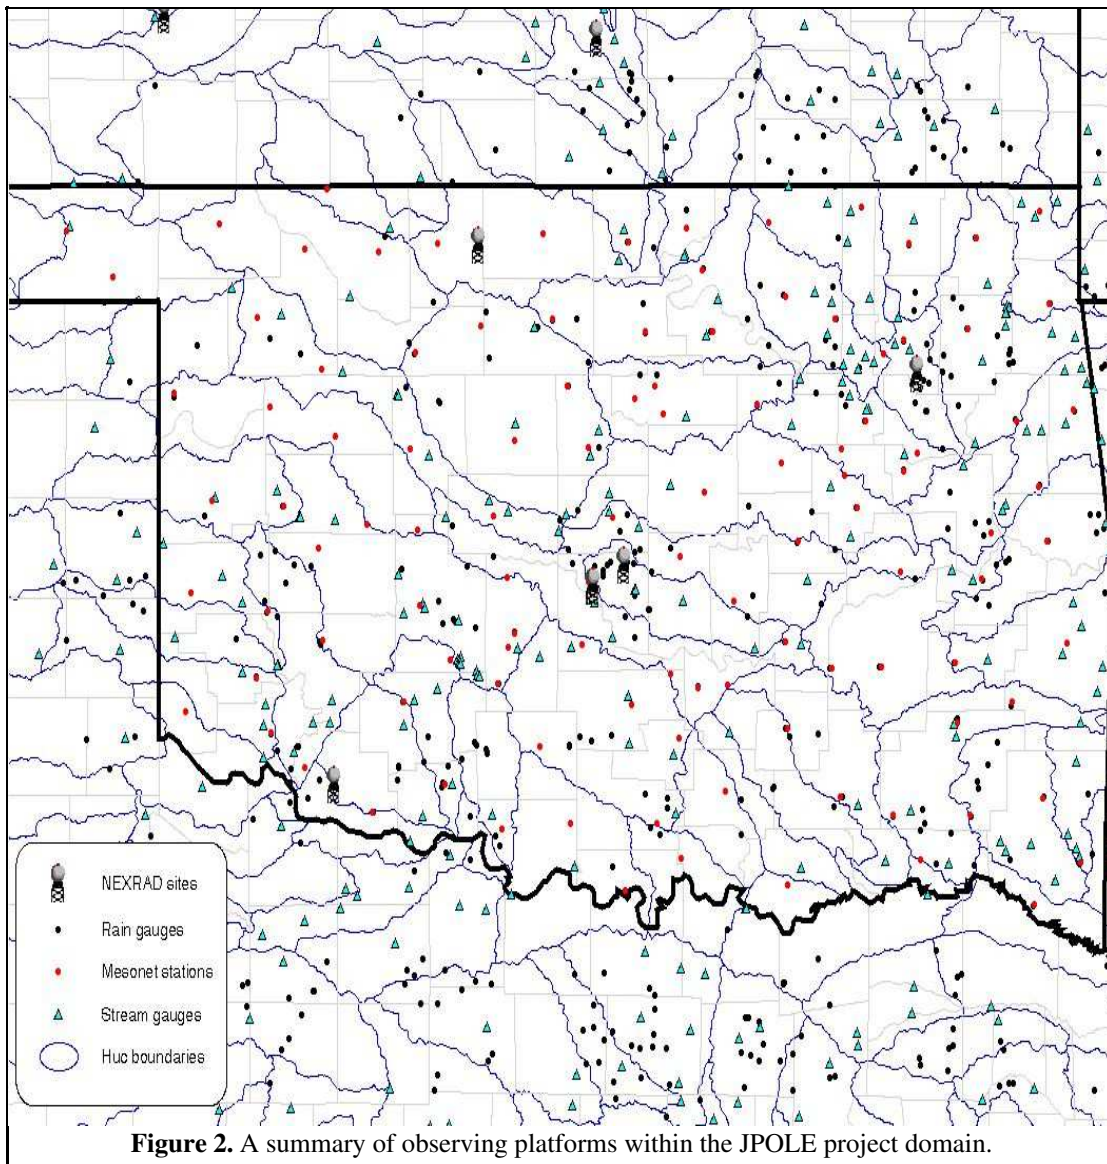 NEXRAD sites
Rain gauges
Mesonet stations
Stream gauges
Huc boundaries
Figure 2. A summary of observing platforms within the JPOLE project domain.